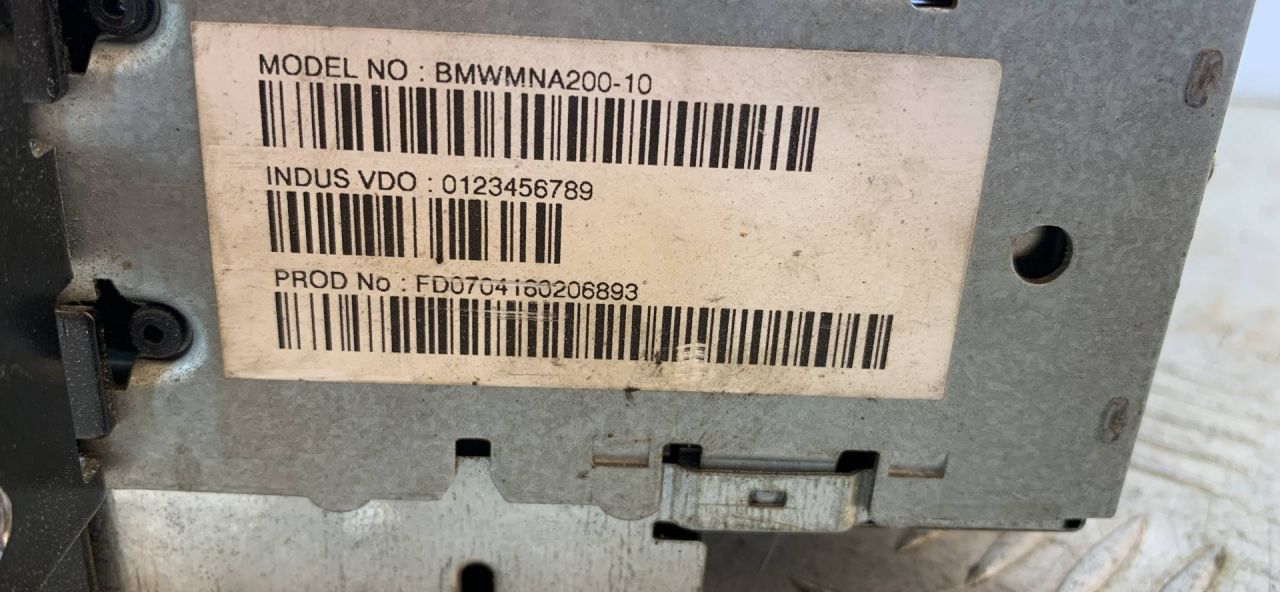 MODEL NO : BMWMNA200-10
INDUS VDO : 0123456789
PROD No : FD0704160206893